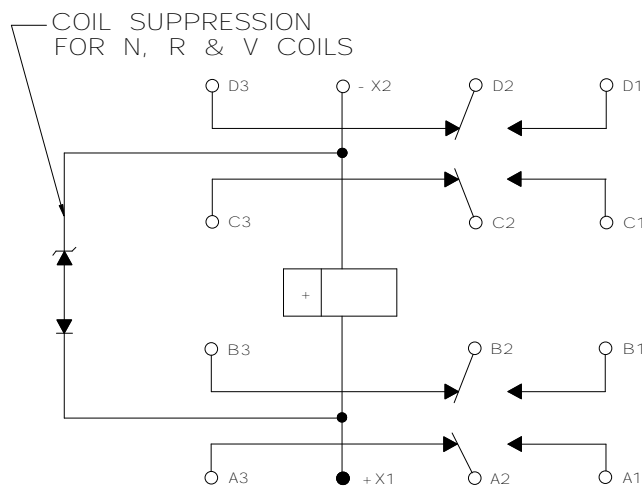 COIL SUPPRESSION
FOR N, R & V COILS
D3
- X2
D2
D1
C3
C2
C1
+
B3
B2
B1
A3
+X1
A2
A1